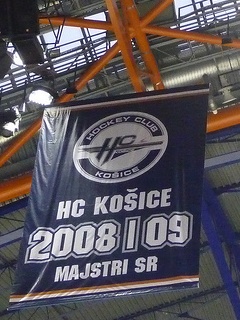 HOCKEY CLUB
HC
KOŠICE
HC KOŠICE
2008|09
MAJSTRI SR